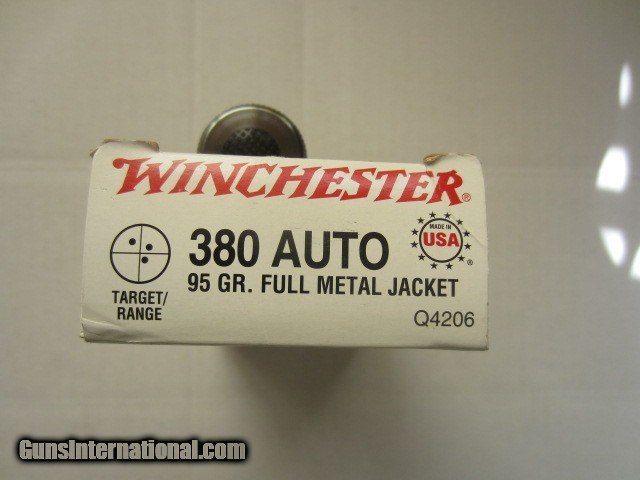 WINCHESTER®
380 AUTO
95 GR. FULL METAL JACKET
TARGET/
RANGE
MADE IN
USA
®
Q4206
GunsInternational.com